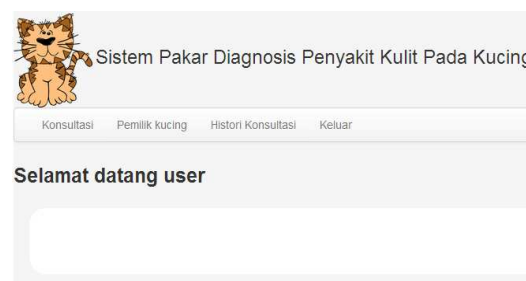 Sistem Pakar Diagnosis Penyakit Kulit Pada Kucing
Konsultasi Pemilik kucing Histori Konsultasi Keluar
Selamat datang user